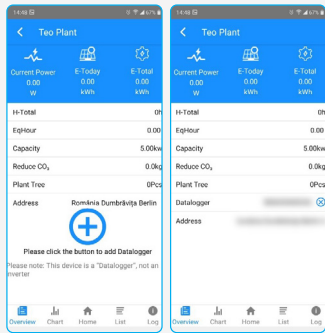 14:48 67%
Teo Plant
Current Power E-Today E-Total
0.00 0.00 0.00
W kWh kWh
H-Total 0h
EqHour 0.00
Capacity 5.00kw
Reduce CO₂ 0.0kg
Plant Tree 0Pcs
Address România Dumbrăvița Berlin
Please click the button to add Datalogger
Please note: This device is a "Datalogger", not an
inverter
Overview Chart Home List Log
14:48 67%
Teo Plant
Current Power E-Today E-Total
0.00 0.00 0.00
W kWh kWh
H-Total 0h
EqHour 0.00
Capacity 5.00kw
Reduce CO₂ 0.0kg
Plant Tree 0Pcs
Datalogger
Address
Overview Chart Home List Log